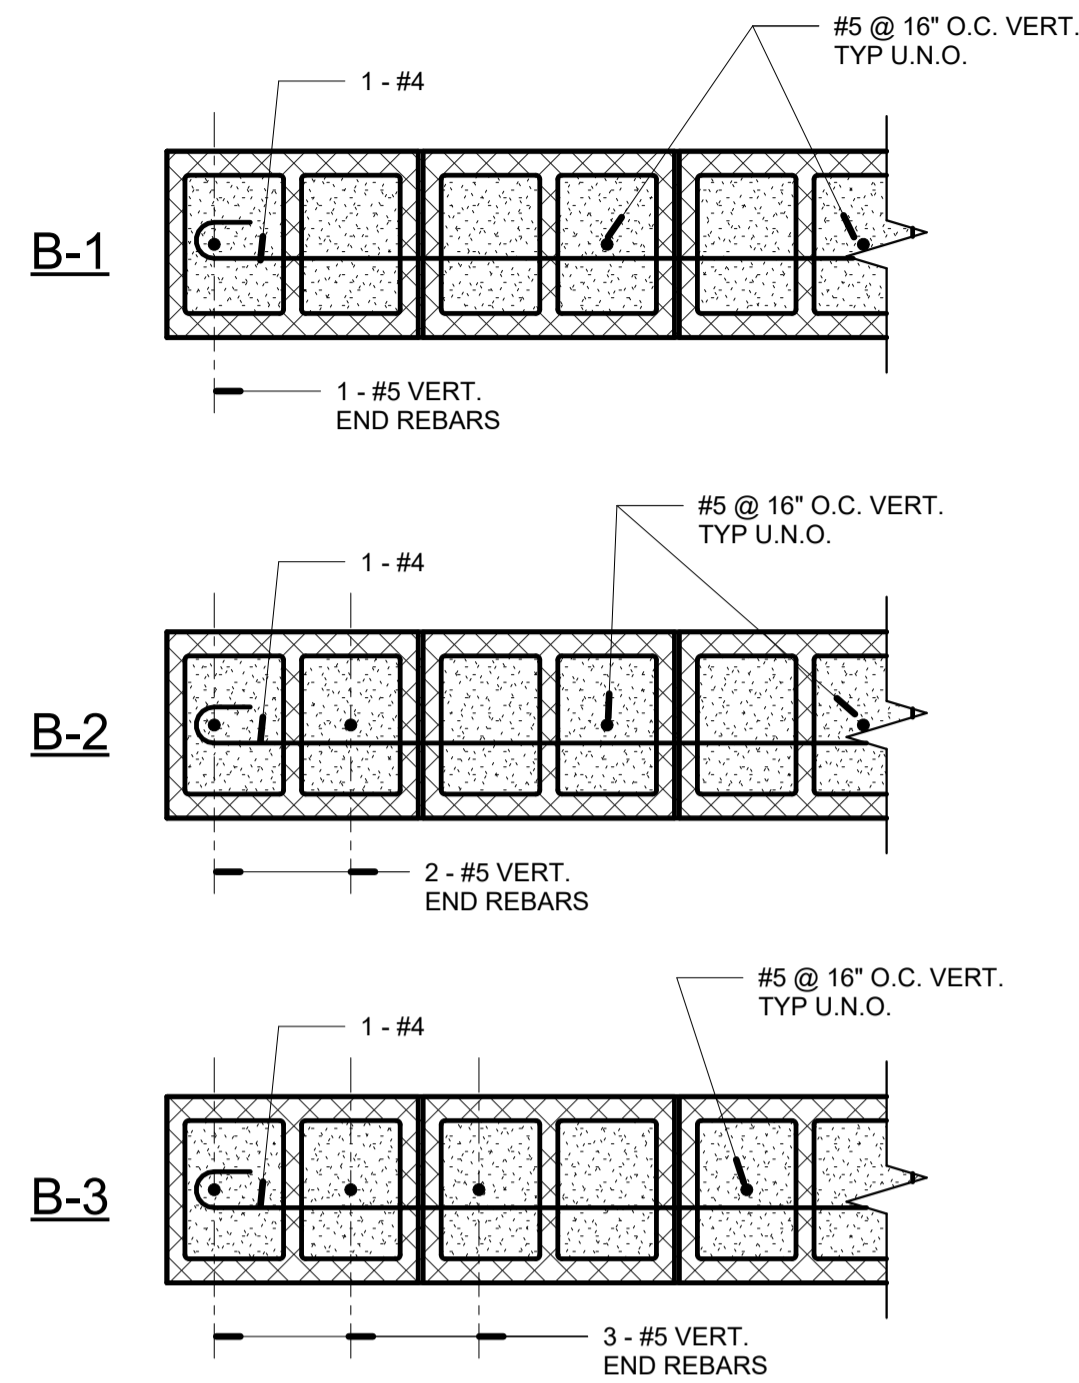 #5 @ 16" O.C. VERT.
TYP U.N.O.
1 - #4
B-1
1 - #5 VERT.
END REBARS
#5 @ 16" O.C. VERT.
TYP U.N.O.
1 - #4
B-2
2 - #5 VERT.
END REBARS
#5 @ 16" O.C. VERT.
TYP U.N.O.
1 - #4
B-3
3 - #5 VERT.
END REBARS